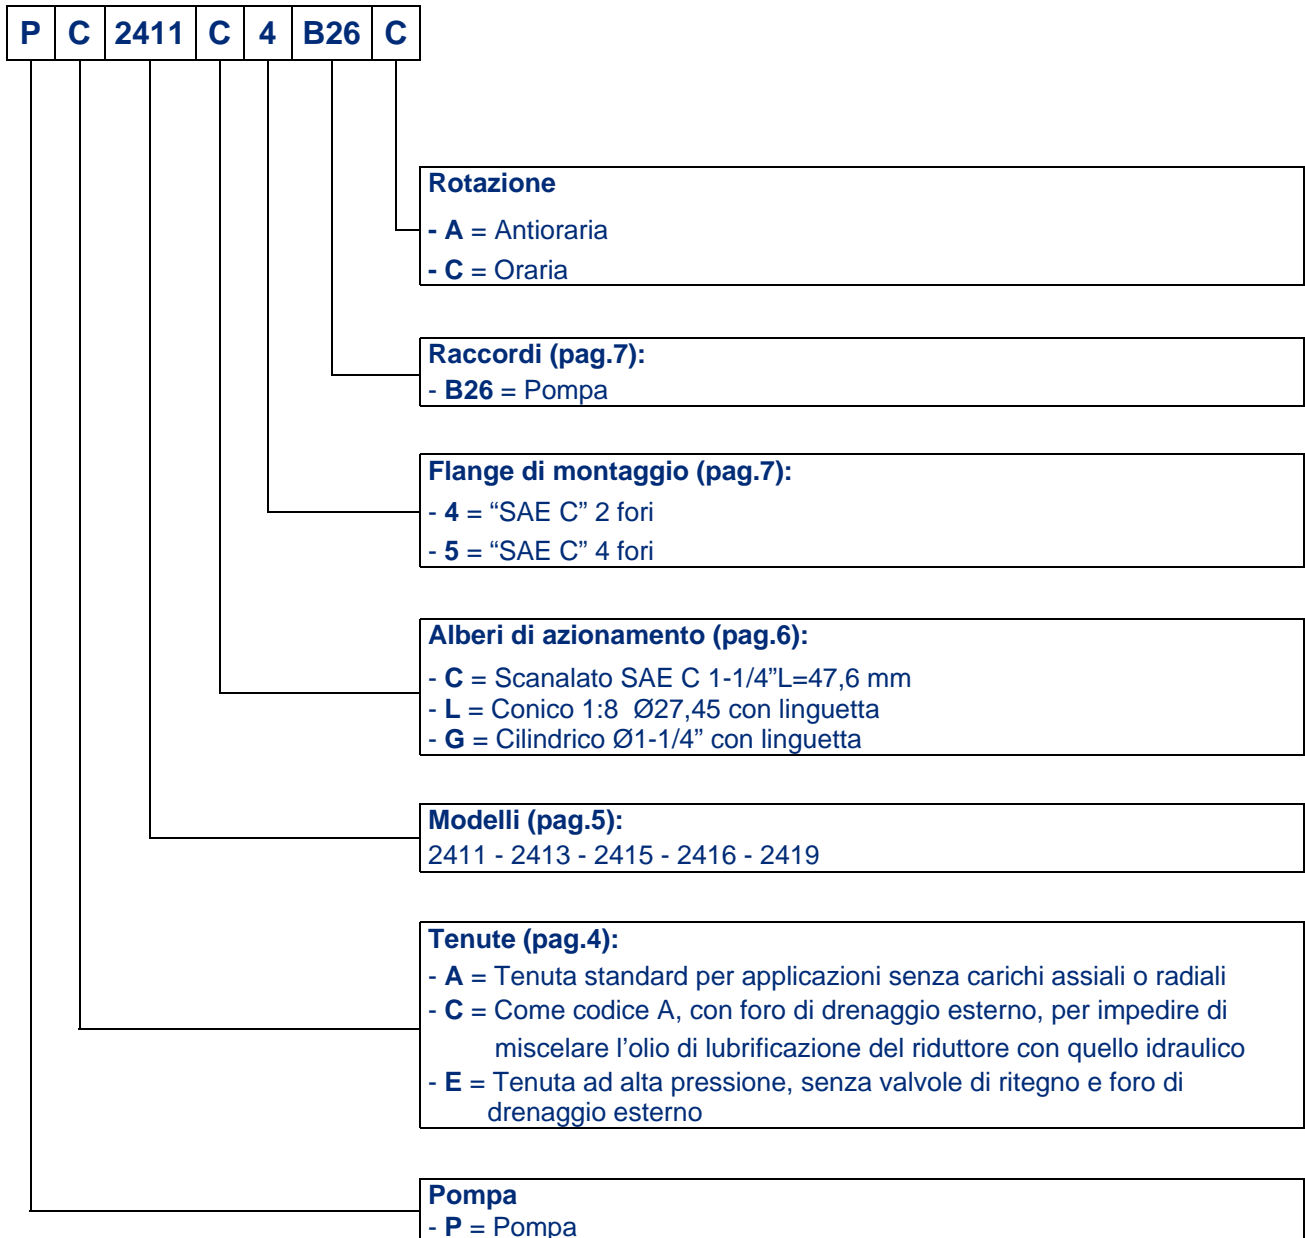 P C 2411 C 4 B26 C
Rotazione
- A = Antioraria
- C = Oraria
Raccordi (pag.7):
- B26 = Pompa
Flange di montaggio (pag.7):
- 4 = “SAE C” 2 fori
- 5 = “SAE C” 4 fori
Alberi di azionamento (pag.6):
- C = Scanalato SAE C 1-1/4”L=47,6 mm
- L = Conico 1:8 Ø27,45 con linguetta
- G = Cilindrico Ø1-1/4” con linguetta
Modelli (pag.5):
2411 - 2413 - 2415 - 2416 - 2419
Tenute (pag.4):
- A = Tenuta standard per applicazioni senza carichi assiali o radiali
- C = Come codice A, con foro di drenaggio esterno, per impedire di
miscelare l’olio di lubrificazione del riduttore con quello idraulico
- E = Tenuta ad alta pressione, senza valvole di ritegno e foro di
drenaggio esterno
Pompa
- P = Pompa